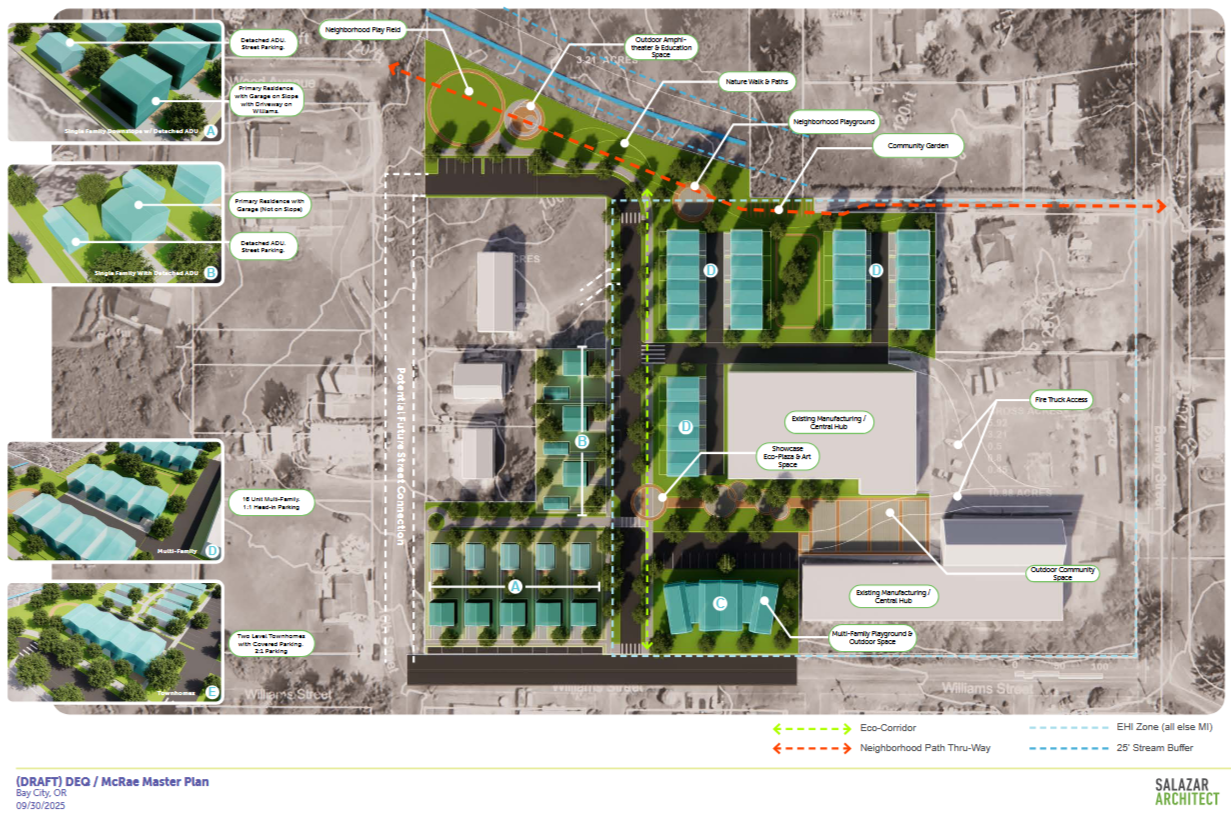 Detached ADU.
Street Parking.
Primary Residence
with Garage on Slope
with Driveway on
Williams.
Single Family Downslope w/ Detached ADU
A
Primary Residence with
Garage (Not on Slope)
Detached ADU.
Street Parking.
Single Family With Detached ADU
B
16 Unit Multi-Family.
1:1 Head-in Parking
Multi-Family
D
Two Level Townhomes
with Covered Parking.
2:1 Parking
Townhomes
E
Neighborhood Play Field
Outdoor Amphi-
theater & Education
Space
3.21 ACRES
Nature Walk & Paths
Neighborhood Playground
Community Garden
D
D
Potential Future Street Connection
B
D
Existing Manufacturing /
Central Hub
Showcase
Eco-Plaza & Art
Space
Fire Truck Access
A
C
Outdoor Community
Space
Existing Manufacturing /
Central Hub
Multi-Family Playground &
Outdoor Space
Williams Street
Williams Street
Williams Street
Eco-Corridor
Neighborhood Path Thru-Way
EHI Zone (all else MI)
25' Stream Buffer
(DRAFT) DEQ / McRae Master Plan
Bay City, OR
09/30/2025
SALAZAR
ARCHITECT